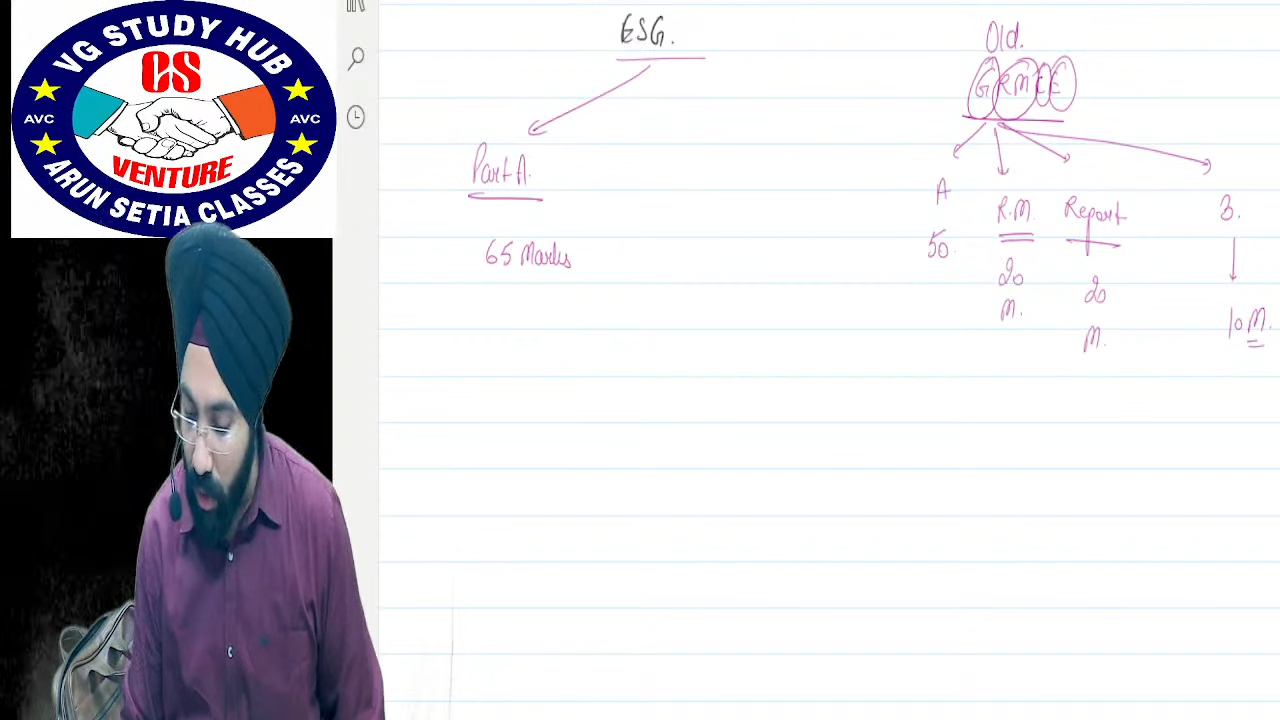 VG STUDY HUB
CS
AVC
AVC
VENTURE
ARUN SETIA CLASSES
ESG.
Part A.
65 Marks
Old.
G RM E E
A
R.M.
Report
B.
50.
20
M.
20
M.
10 M.